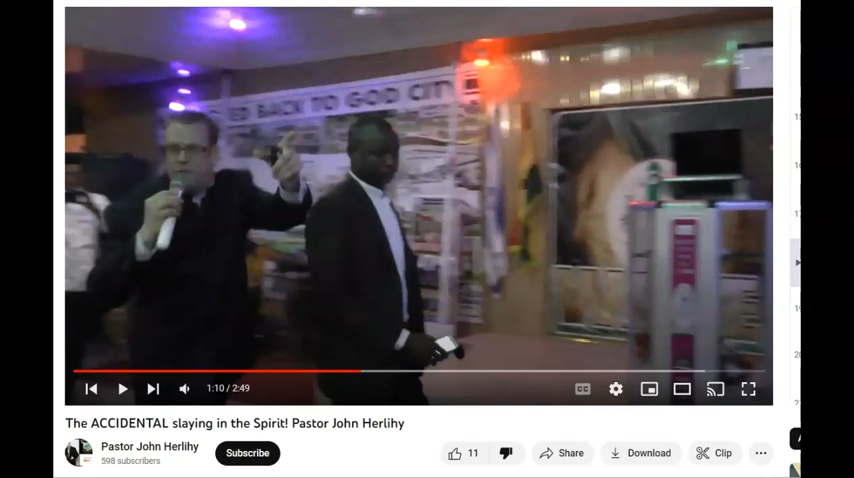 ED BACK TO GOD CIT
1:10 / 2:49
CC
The ACCIDENTAL slaying in the Spirit! Pastor John Herlihy
Pastor John Herlihy
598 subscribers
Subscribe
11
Share
Download
Clip